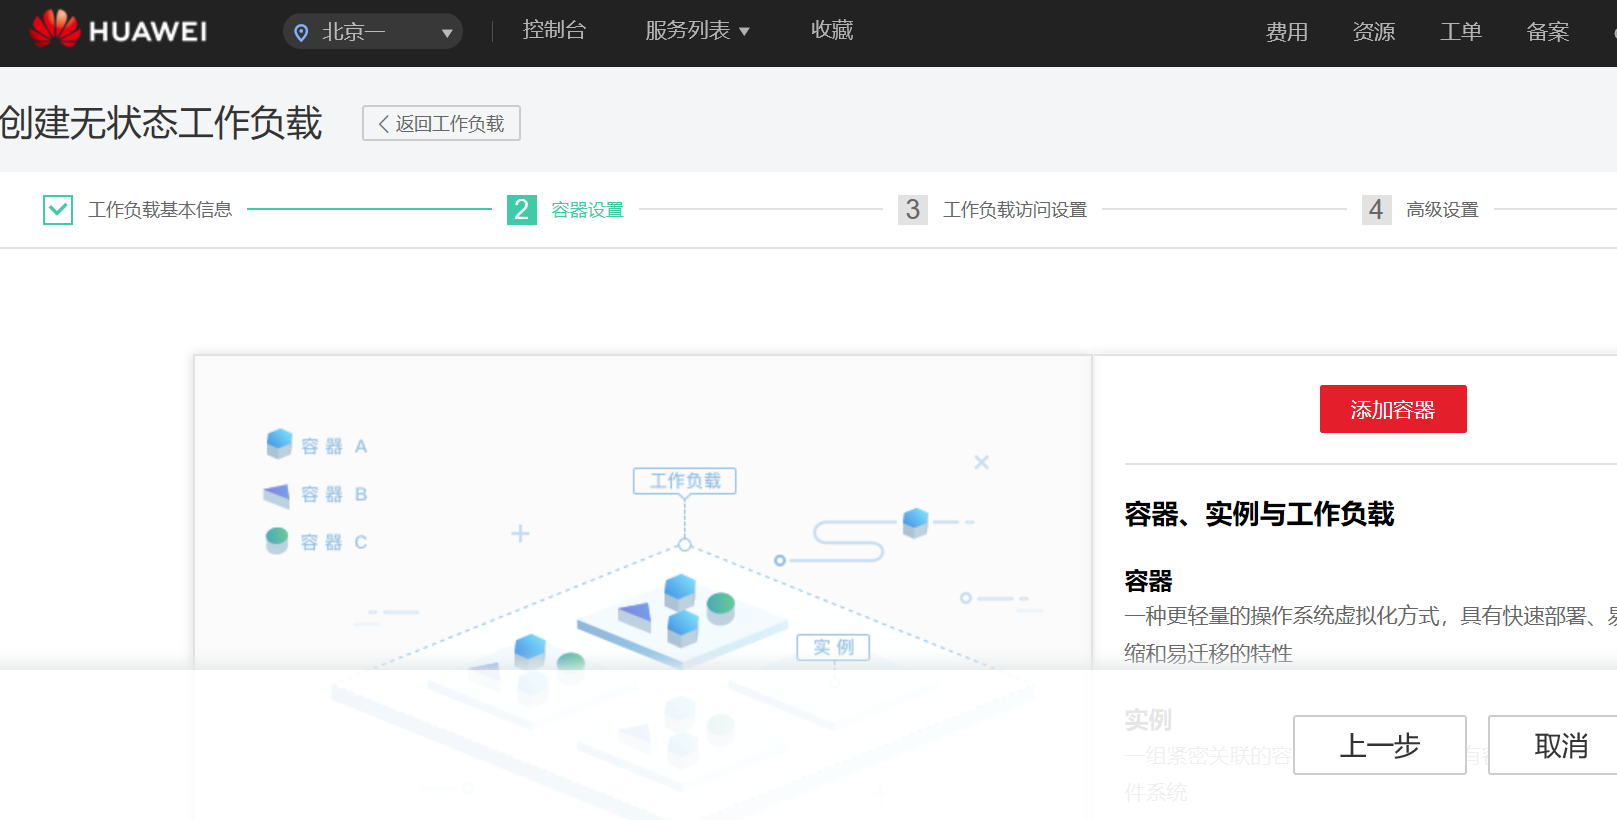 HUAWEI
北京一
控制台
服务列表
收藏
费用
资源
工单
备案
创建无状态工作负载
返回工作负载
工作负载基本信息
2 容器设置
3 工作负载访问设置
4 高级设置
容器 A
容器 B
容器 C
工作负载
实例
添加容器
容器、实例与工作负载
容器
一种更轻量的操作系统虚拟化方式，具有快速部署、易
缩和易迁移的特性
实例
一组紧密关联的容
有
件系统
上一步
取消